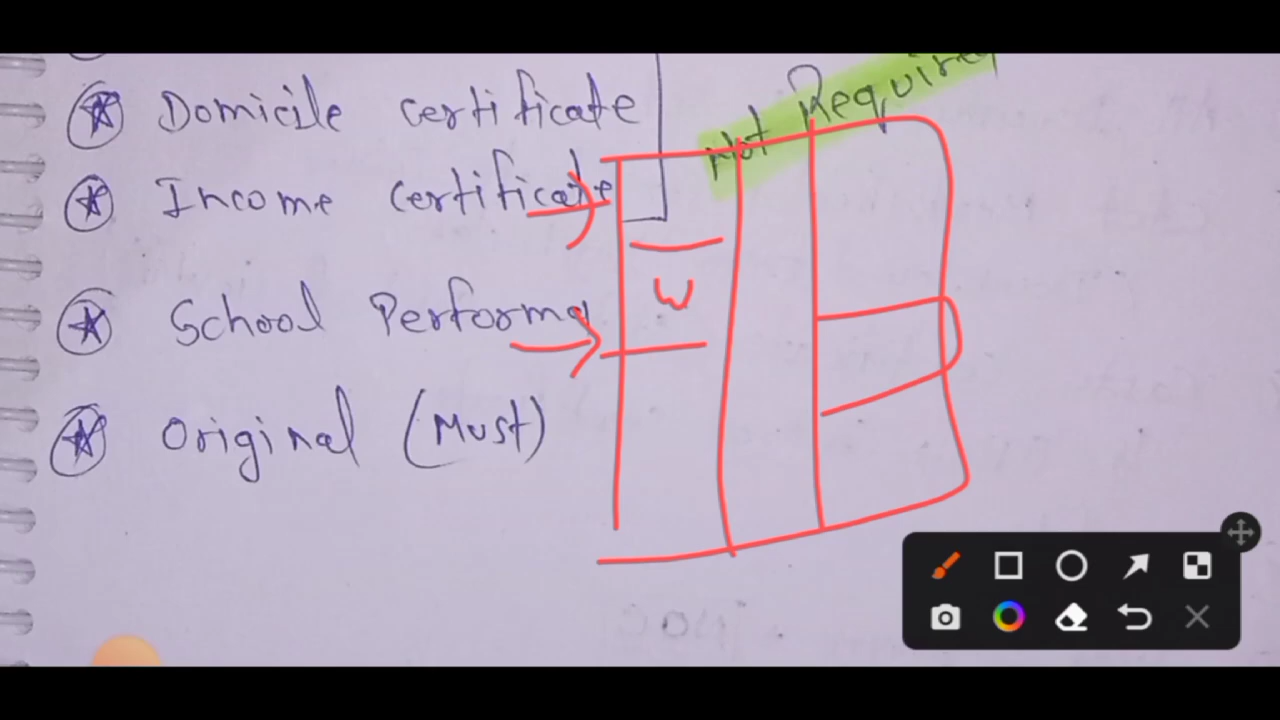 Not Required
Domicile certificate
Income certificate
W
School Performa
Original (Must)